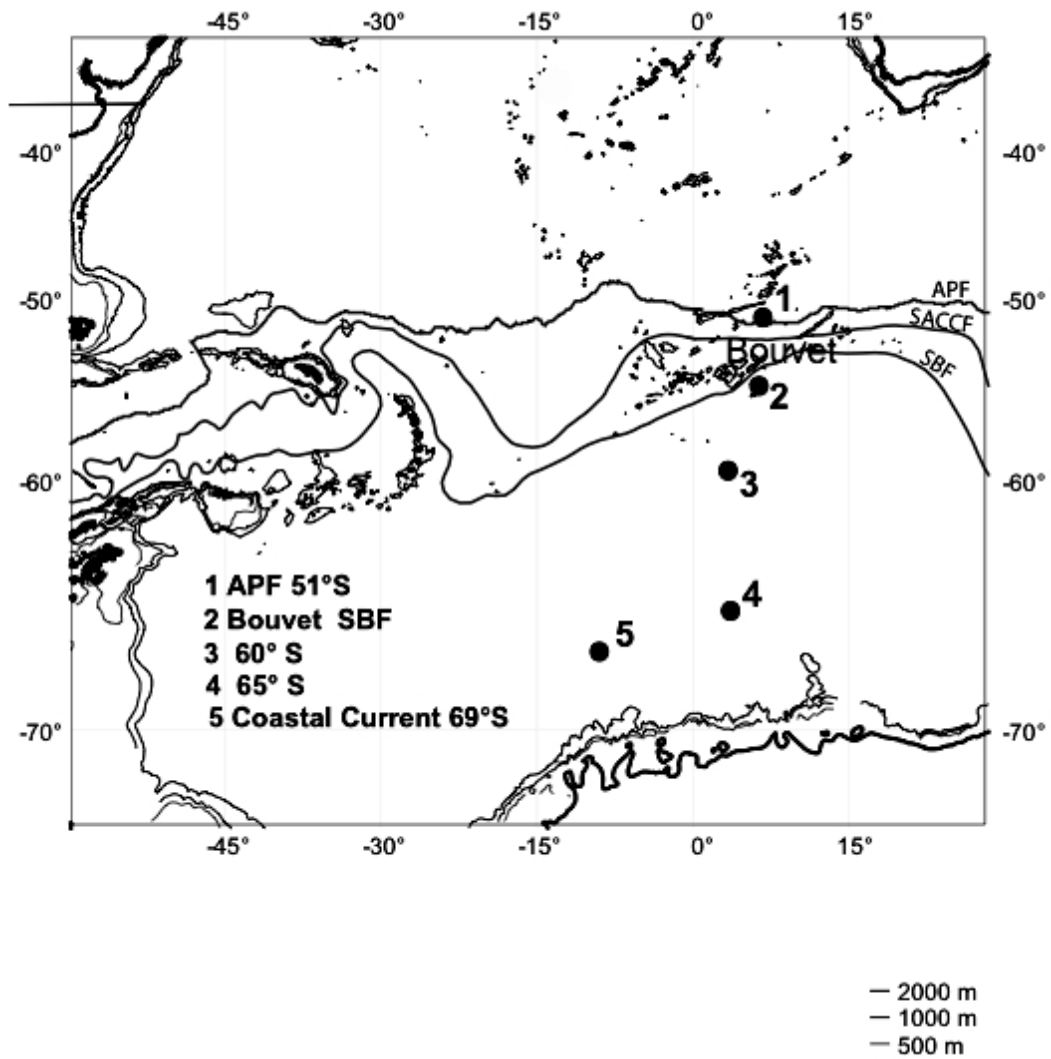 -45° -30° -15° 0° 15°
-40° -40°
-50° -50°
APF
1
SACCF
Bouvet
SBF
2
-60° 3 -60°
1 APF 51°S
4
2 Bouvet SBF
5
3 60° S
4 65° S
5 Coastal Current 69°S
-70° -70°
-45° -30° -15° 0° 15°
2000 m
1000 m
500 m